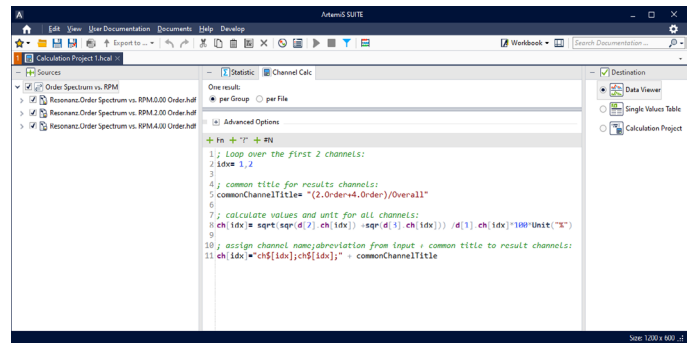 ArtemiS SUITE
Edit View User Documentation Documents Help Develop
Export to ... Workbook Search Documentation ...
1 Calculation Project 1.hcal
Sources
Order Spectrum vs. RPM
Resonanz.Order Spectrum vs. RPM.0.00 Order.hdf
Resonanz.Order Spectrum vs. RPM.2.00 Order.hdf
Resonanz.Order Spectrum vs. RPM.4.00 Order.hdf
Statistic Channel Calc
One result:
per Group per File
Advanced Options
Fn "T" #N
1 ; Loop over the first 2 channels:
2 idx= 1,2
3
4 ; common title for results channels:
5 commonChannelTitle= "(2.Order+4.Order)/Overall"
6
7 ; calculate values and unit for all channels:
8 ch[idx]= sqrt(sqr(d[2].ch[idx]) +sqr(d[3].ch[idx])) /d[1].ch[idx]*100*Unit("%")
9
10 ; assign channel name;abreviation from input + common title to result channels:
11 ch[idx]="ch$[idx];ch$[idx];" + commonChannelTitle
Destination
Data Viewer
Single Values Table
Calculation Project
Size: 1200 x 600